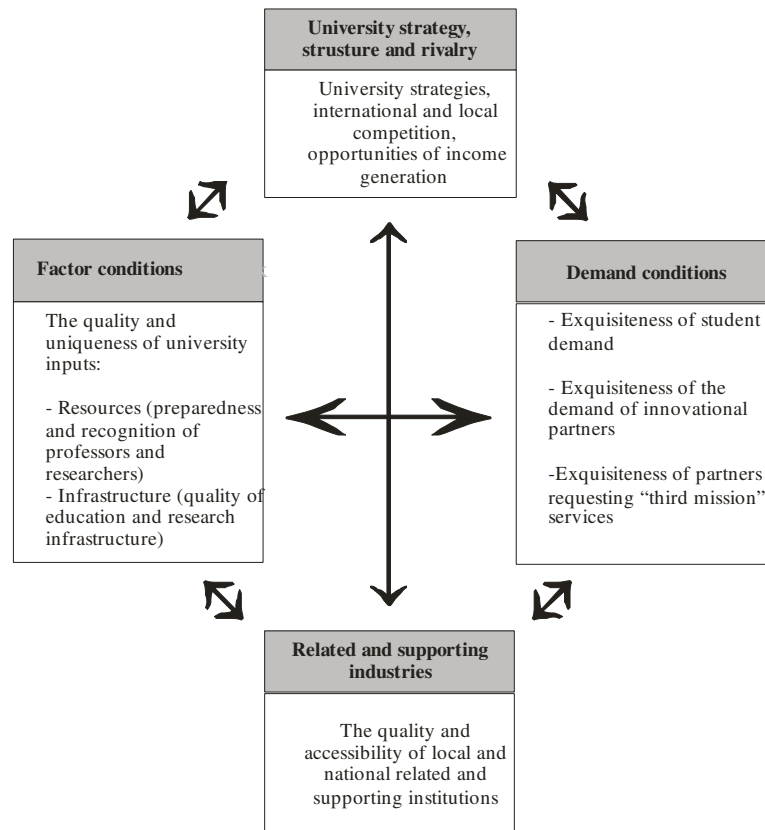 University strategy,
strusture and rivalry
University strategies,
international and local
competition,
opportunities of income
generation
Factor conditions
The quality and
uniqueness of university
inputs:
- Resources (preparedness
and recognition of
professors and
researchers)
- Infrastructure (quality of
education and research
infrastructure)
Demand conditions
- Exquisiteness of student
demand
- Exquisiteness of the
demand of innovational
partners
-Exquisiteness of partners
requesting “third mission”
services
Related and supporting
industries
The quality and
accessibility of local and
national related and
supporting institutions